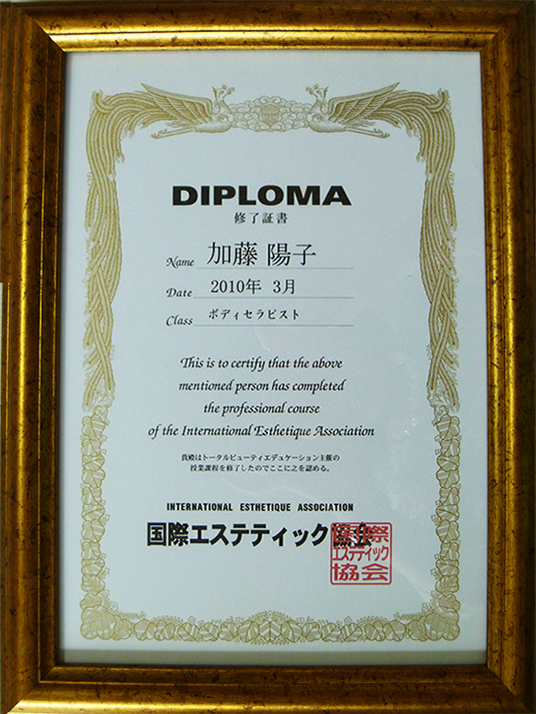 DIPLOMA
修了証書
Name 加藤 陽子
Date 2010年 3月
Class ボディセラピスト
This is to certify that the above
mentioned person has completed
the professional course
of the International Esthetique Association
貴殿はトータルビューティエデュケーション主催の
授業課程を修了したのでここに之を認める。
INTERNATIONAL ESTHETIQUE ASSOCIATION
国際エステティック協会
国際
エステティック
協会